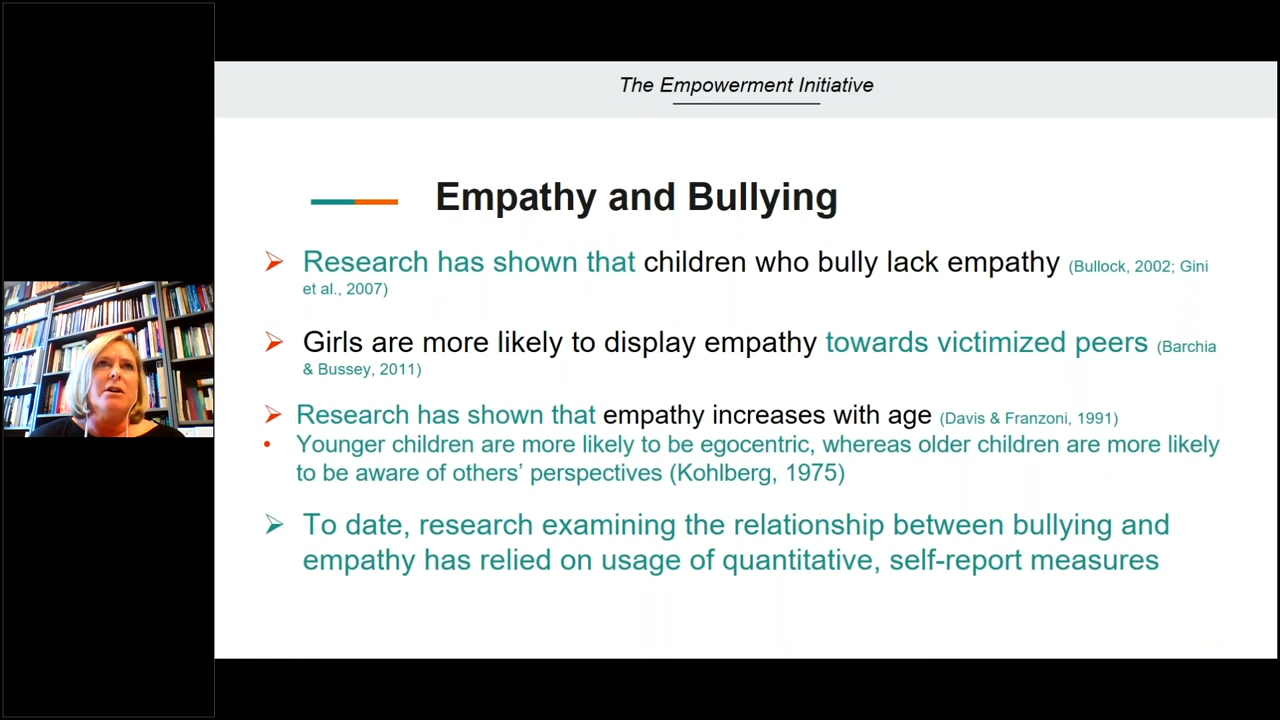 The Empowerment Initiative
Empathy and Bullying
➢ Research has shown that children who bully lack empathy (Bullock, 2002; Gini
et al., 2007)
➢ Girls are more likely to display empathy towards victimized peers (Barchia
& Bussey, 2011)
➢ Research has shown that empathy increases with age (Davis & Franzoni, 1991)
• Younger children are more likely to be egocentric, whereas older children are more likely
to be aware of others’ perspectives (Kohlberg, 1975)
➢ To date, research examining the relationship between bullying and
empathy has relied on usage of quantitative, self-report measures